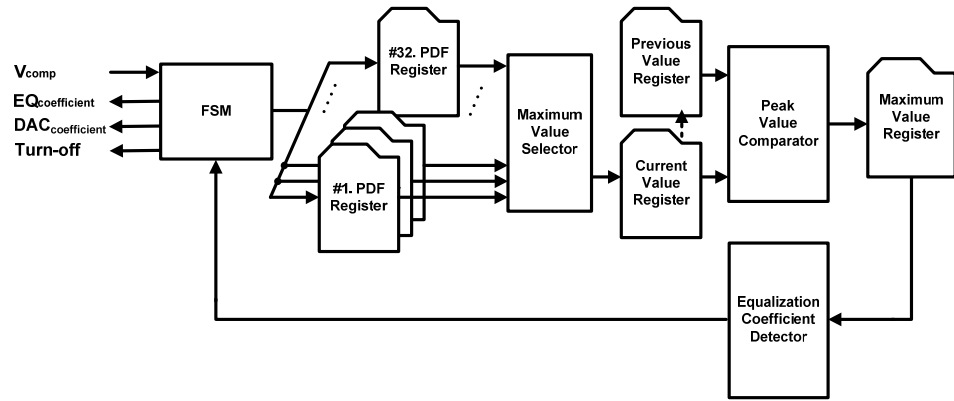 Vcomp
EQcoefficient
DACcoefficient
Turn-off
FSM
#32. PDF
Register
#1. PDF
Register
Maximum
Value
Selector
Previous
Value
Register
Current
Value
Register
Peak
Value
Comparator
Maximum
Value
Register
Equalization
Coefficient
Detector